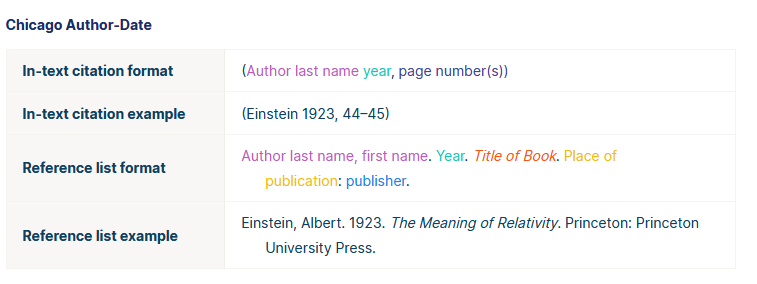 Chicago Author-Date
In-text citation format
(Author last name year, page number(s))
In-text citation example
(Einstein 1923, 44–45)
Reference list format
Author last name, first name. Year. Title of Book. Place of
publication: publisher.
Reference list example
Einstein, Albert. 1923. The Meaning of Relativity. Princeton: Princeton
University Press.